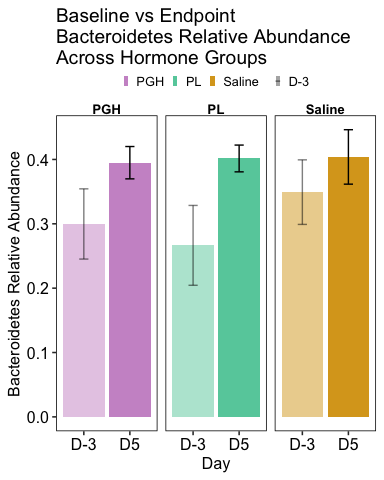 Baseline vs Endpoint
Bacteroidetes Relative Abundance
Across Hormone Groups
PGH PL Saline D-3
PGH PL Saline
Bacteroidetes Relative Abundance
0.4
0.3
0.2
0.1
0.0
D-3 D5 D-3 D5 D-3 D5
Day